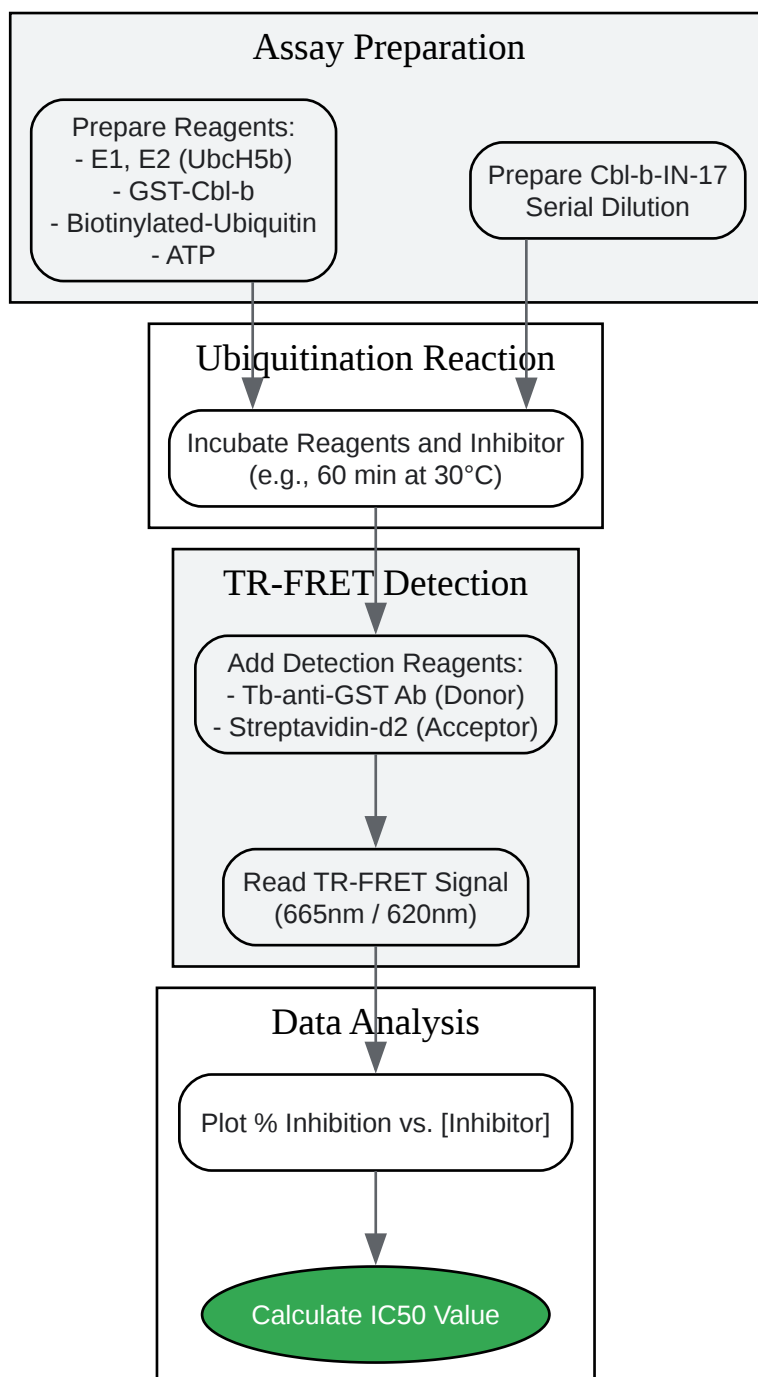 Assay Preparation
Prepare Reagents:
- E1, E2 (UbcH5b)
- GST-Cbl-b
- Biotinylated-Ubiquitin
- ATP
Prepare Cbl-b-IN-17
Serial Dilution
Ubiquitination Reaction
Incubate Reagents and Inhibitor
(e.g., 60 min at 30°C)
TR-FRET Detection
Add Detection Reagents:
- Tb-anti-GST Ab (Donor)
- Streptavidin-d2 (Acceptor)
Read TR-FRET Signal
(665nm / 620nm)
Data Analysis
Plot % Inhibition vs. [Inhibitor]
Calculate IC50 Value